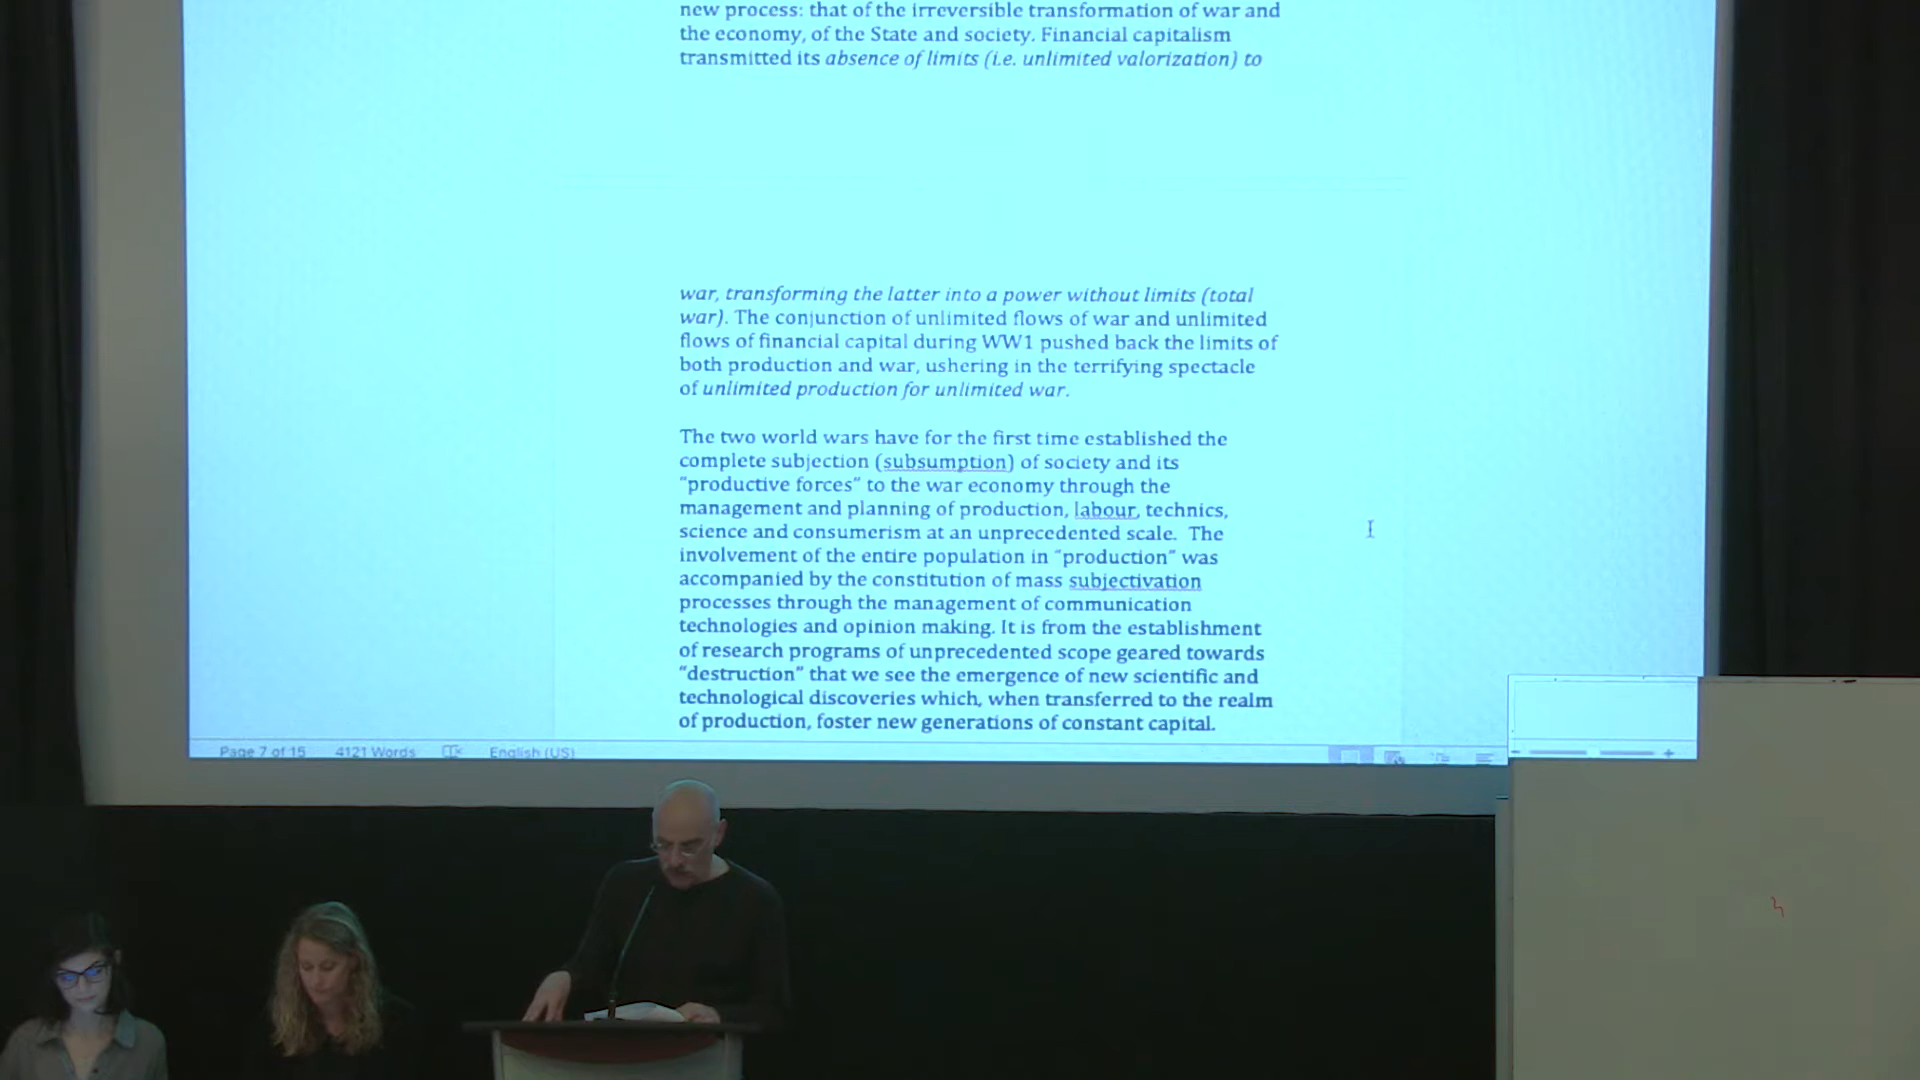 new process: that of the irreversible transformation of war and
the economy, of the State and society. Financial capitalism
transmitted its absence of limits (i.e. unlimited valorization) to
war, transforming the latter into a power without limits (total
war). The conjunction of unlimited flows of war and unlimited
flows of financial capital during WW1 pushed back the limits of
both production and war, ushering in the terrifying spectacle
of unlimited production for unlimited war.
The two world wars have for the first time established the
complete subjection (subsumption) of society and its
“productive forces” to the war economy through the
management and planning of production, labour, technics,
science and consumerism at an unprecedented scale. The
involvement of the entire population in “production” was
accompanied by the constitution of mass subjectivation
processes through the management of communication
technologies and opinion making. It is from the establishment
of research programs of unprecedented scope geared towards
“destruction” that we see the emergence of new scientific and
technological discoveries which, when transferred to the realm
of production, foster new generations of constant capital.
Page 7 of 15 4121 Words English (US)